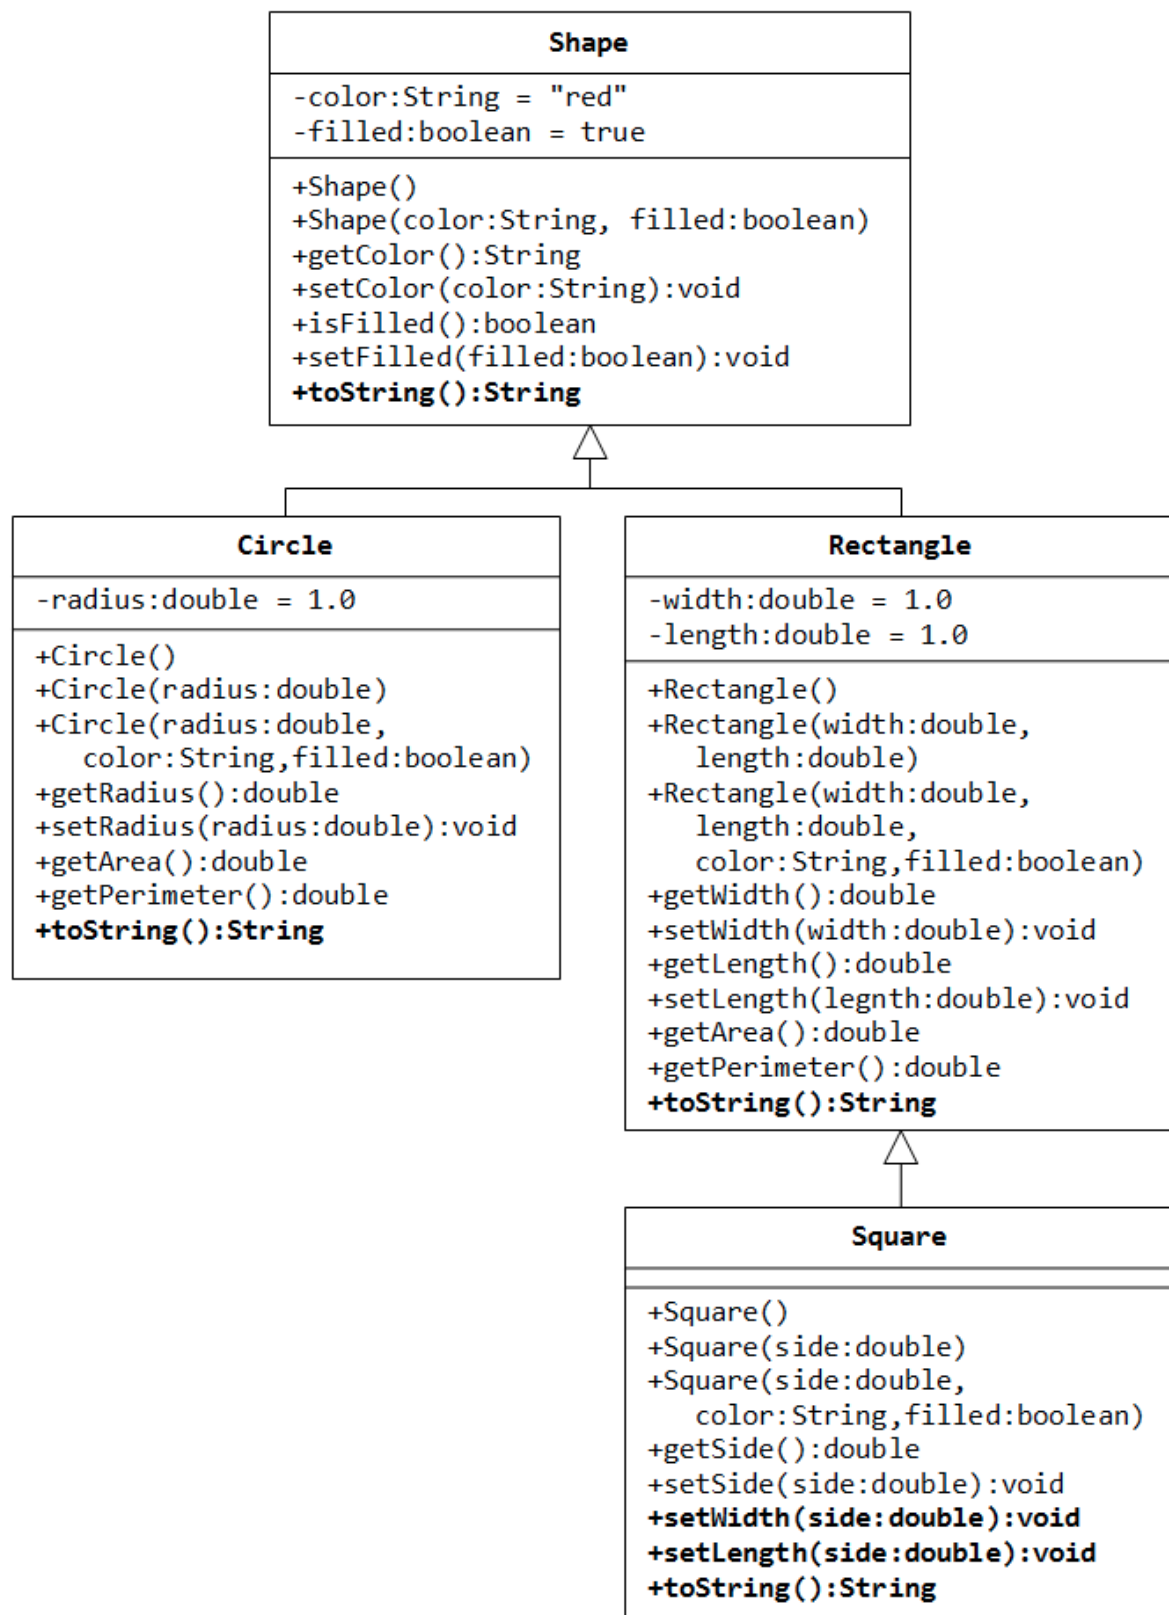 Shape
-color:String = "red"
-filled:boolean = true
+Shape()
+Shape(color:String, filled:boolean)
+getColor():String
+setColor(color:String):void
+isFilled():boolean
+setFilled(filled:boolean):void
+toString():String
Circle
-radius:double = 1.0
+Circle()
+Circle(radius:double)
+Circle(radius:double,
color:String,filled:boolean)
+getRadius():double
+setRadius(radius:double):void
+getArea():double
+getPerimeter():double
+toString():String
Rectangle
-width:double = 1.0
-length:double = 1.0
+Rectangle()
+Rectangle(width:double,
length:double)
+Rectangle(width:double,
length:double,
color:String,filled:boolean)
+getWidth():double
+setWidth(width:double):void
+getLength():double
+setLength(legnth:double):void
+getArea():double
+getPerimeter():double
+toString():String
Square
+Square()
+Square(side:double)
+Square(side:double,
color:String,filled:boolean)
+getSide():double
+setSide(side:double):void
+setWidth(side:double):void
+setLength(side:double):void
+toString():String